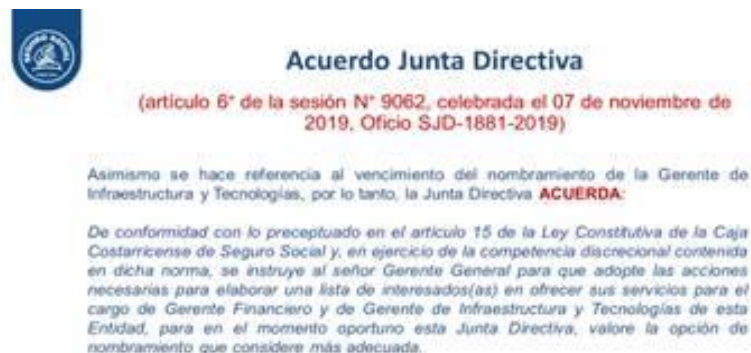 Acuerdo Junta Directiva
(artículo 6° de la sesión N° 9062, celebrada el 07 de noviembre de
2019, Oficio SJD-1881-2019)
Asimismo se hace referencia al vencimiento del nombramiento de la Gerente de
Infraestructura y Tecnologías, por lo tanto, la Junta Directiva ACUERDA:
De conformidad con lo preceptuado en el artículo 15 de la Ley Constitutiva de la Caja
Costarricense de Seguro Social y, en ejercicio de la competencia discrecional contenida
en dicha norma, se instruye al señor Gerente General para que adopte las acciones
necesarias para elaborar una lista de interesados(as) en ofrecer sus servicios para el
cargo de Gerente Financiero y de Gerente de Infraestructura y Tecnologías de esta
Entidad, para en el momento oportuno esta Junta Directiva, valore la opción de
nombramiento que considere más adecuada.